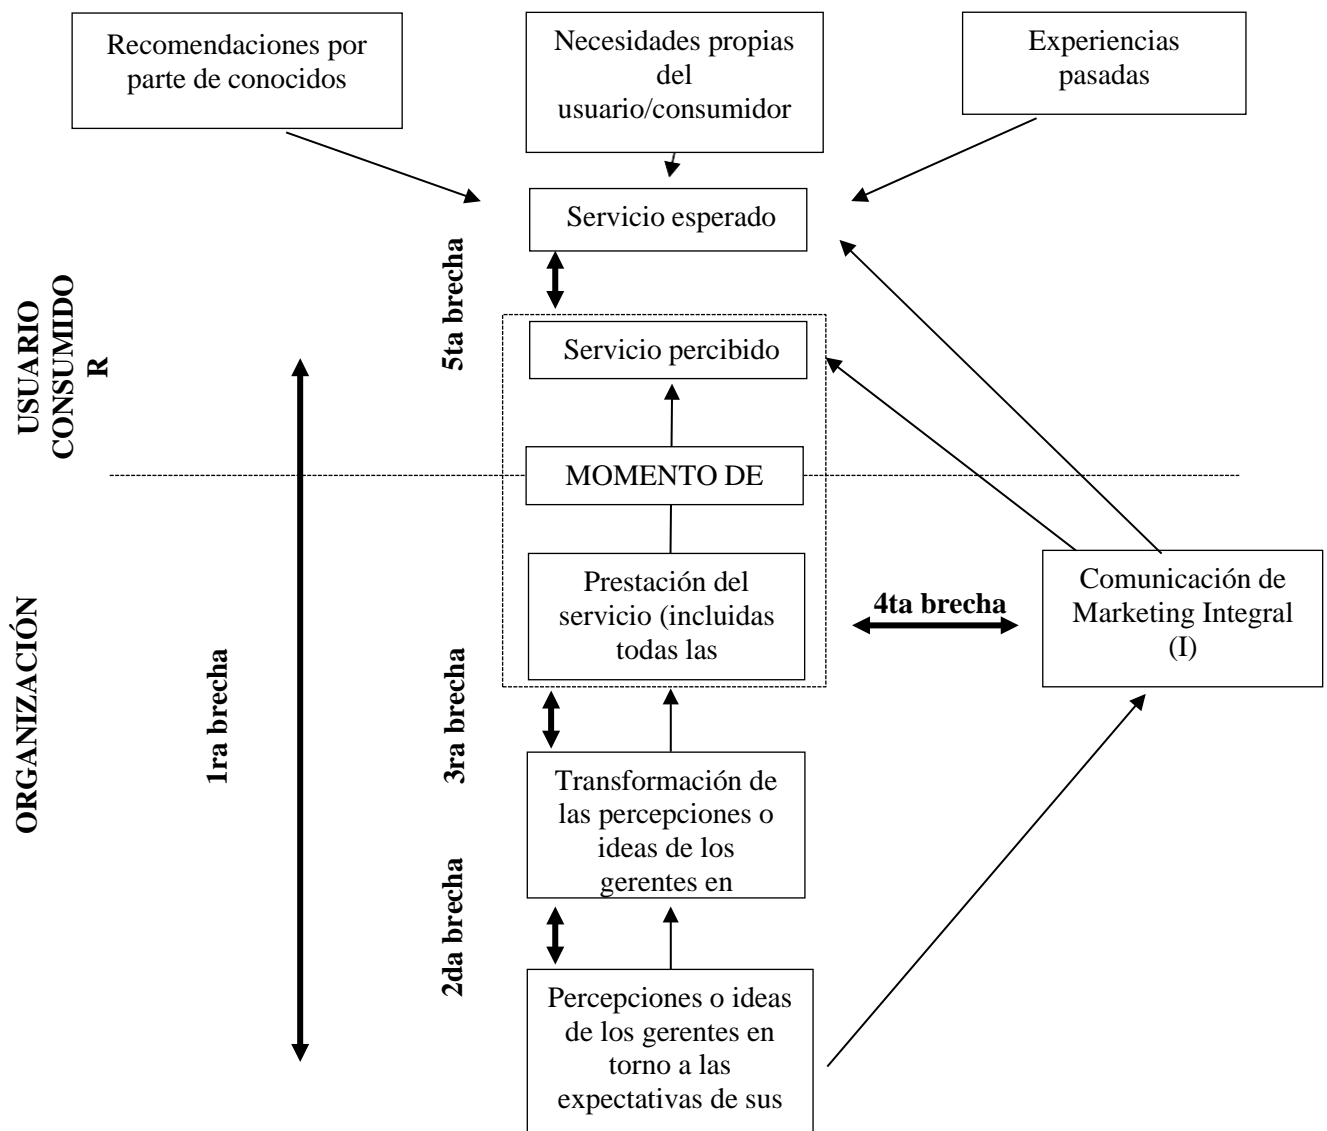 Recomendaciones por
parte de conocidos
Necesidades propias
del
usuario/consumidor
Experiencias
pasadas
Servicio esperado
5ta brecha
USUARIO
CONSUMIDO
R
Servicio percibido
MOMENTO DE
Prestación del
servicio (incluidas
todas las
4ta brecha
Comunicación de
Marketing Integral
(I)
ORGANIZACIÓN
1ra brecha
3ra brecha
Transformación de
las percepciones o
ideas de los
gerentes en
2da brecha
Percepciones o ideas
de los gerentes en
torno a las
expectativas de sus